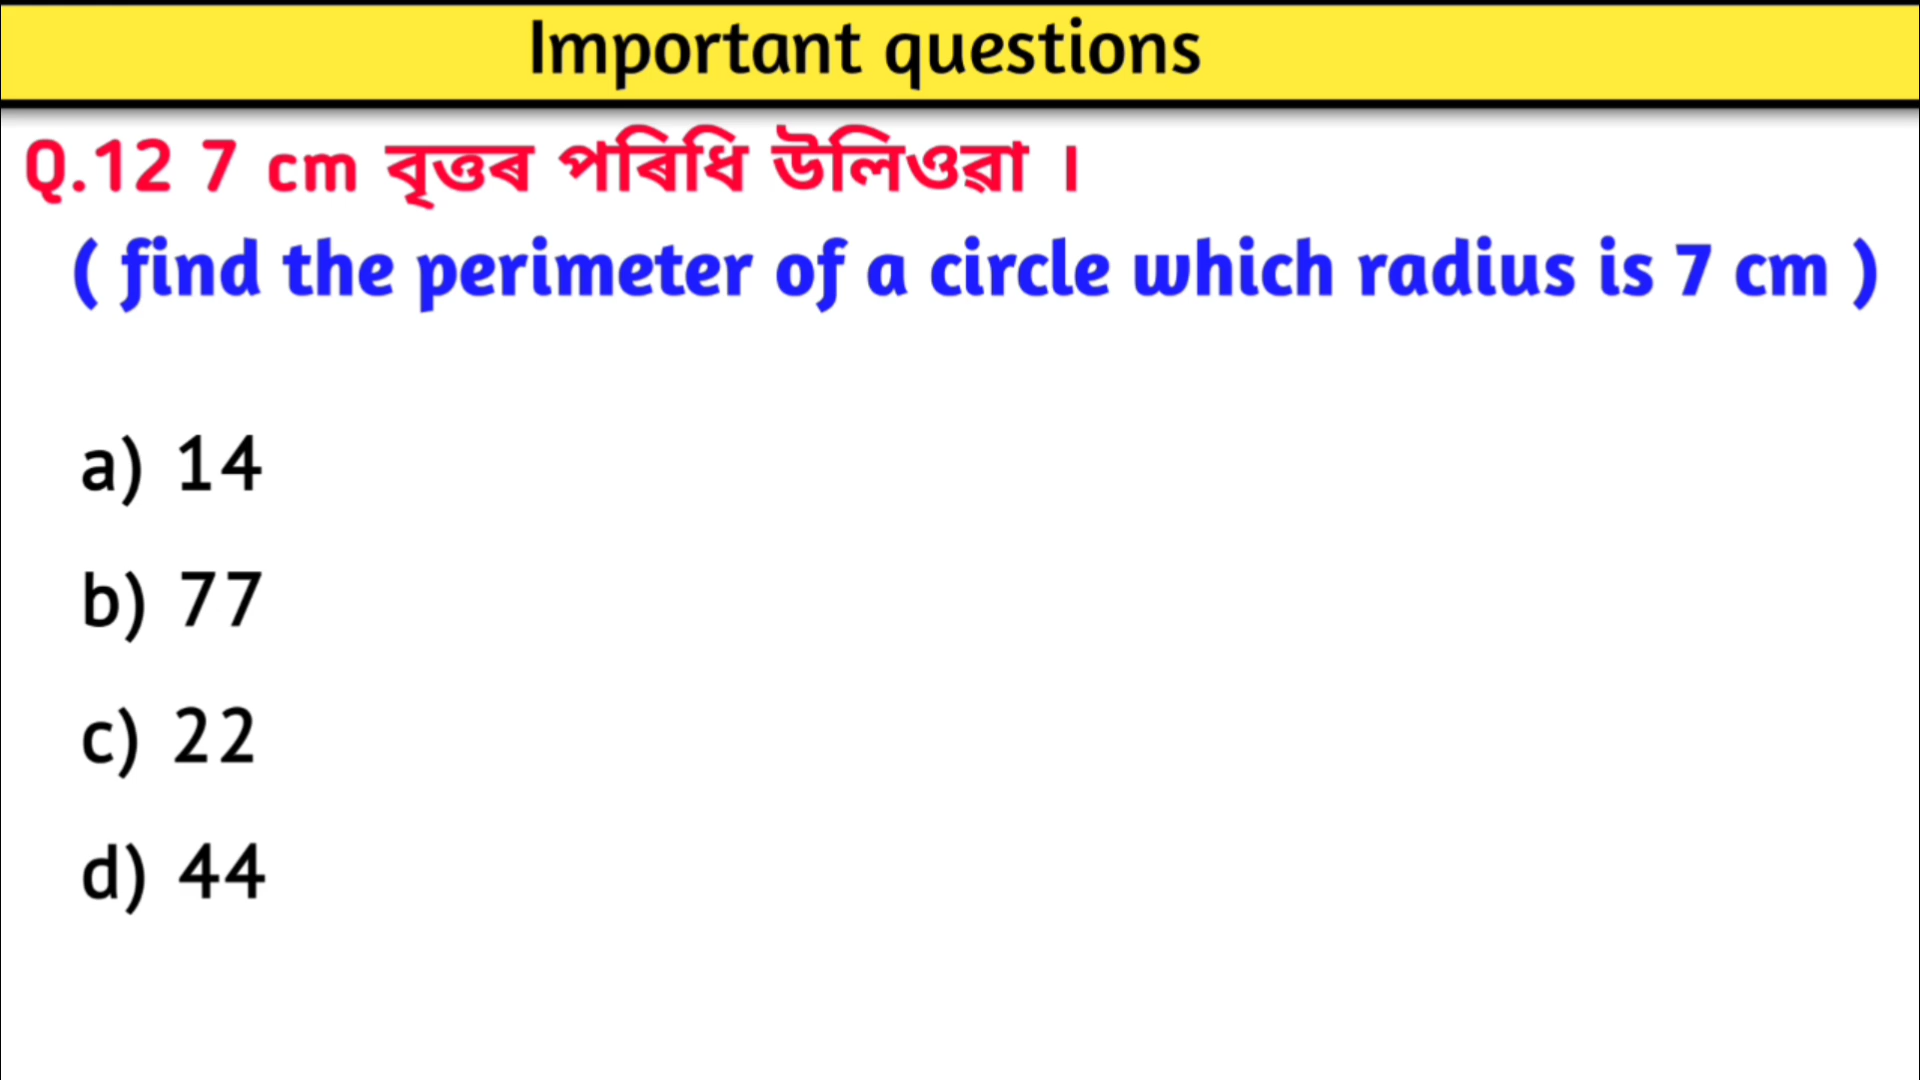 Important questions
Q.12 7 cm বৃত্তৰ পৰিধি উলিওৱা ।
( find the perimeter of a circle which radius is 7 cm )
a) 14
b) 77
c) 22
d) 44